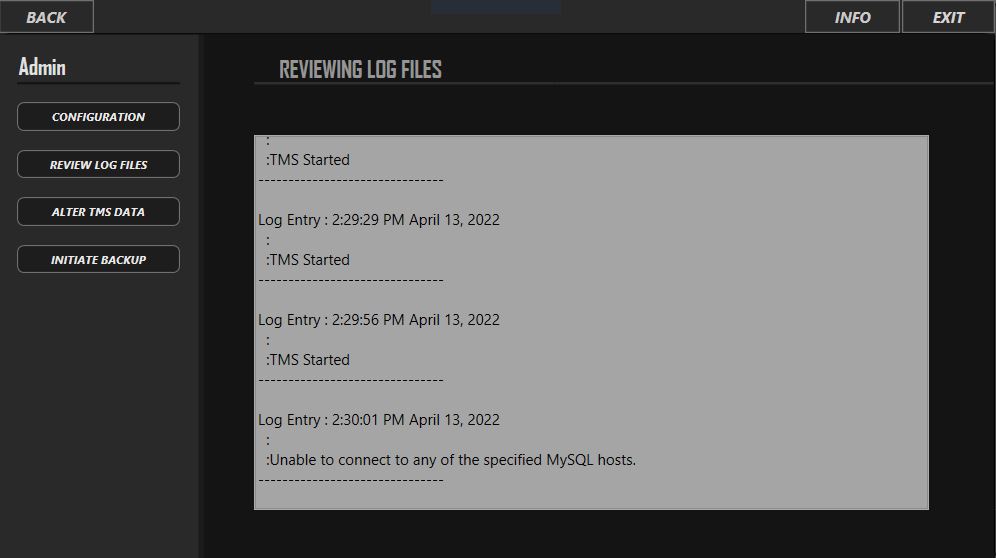 BACK
INFO
EXIT
Admin
CONFIGURATION
REVIEW LOG FILES
ALTER TMS DATA
INITIATE BACKUP
REVIEWING LOG FILES
:
:TMS Started
-------------------------------
Log Entry : 2:29:29 PM April 13, 2022
:
:TMS Started
-------------------------------
Log Entry : 2:29:56 PM April 13, 2022
:
:TMS Started
-------------------------------
Log Entry : 2:30:01 PM April 13, 2022
:
:Unable to connect to any of the specified MySQL hosts.
-------------------------------